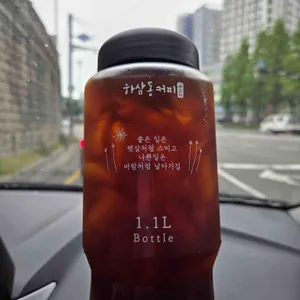 하삼동커피
좋은 일은
햇살처럼 스미고
나쁜일은
바람처럼 날아가길
1.1L
Bottle